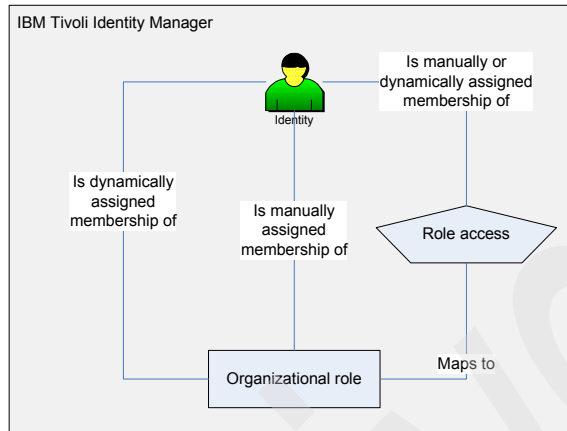 IBM Tivoli Identity Manager
Is manually or
dynamically assigned
membership of
Identity
Is dynamically
assigned
membership of
Is manually
assigned
membership of
Role access
Organizational role
Maps to